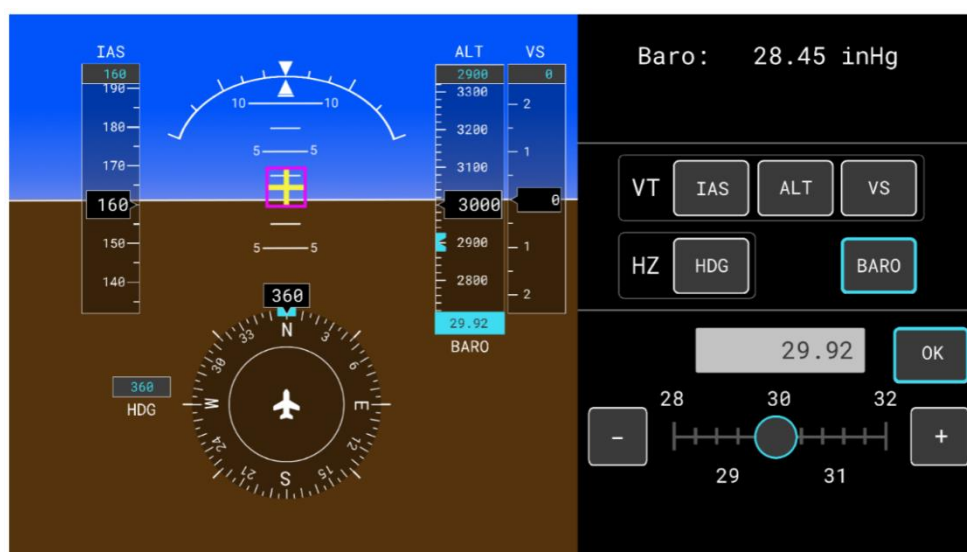 IAS
160
190
180
170
160
150
140
10 10
5 5
5 5
ALT
2900
3300
3200
3100
3000
2900
2800
29.92
BARO
VS
0
2
1
0
1
2
360
N
3
6
E
12
15
S
21
24
W
30
33
360
HDG
Baro: 28.45 inHg
VT IAS ALT VS
HZ HDG BARO
29.92 OK
28 30 32
- +
29 31